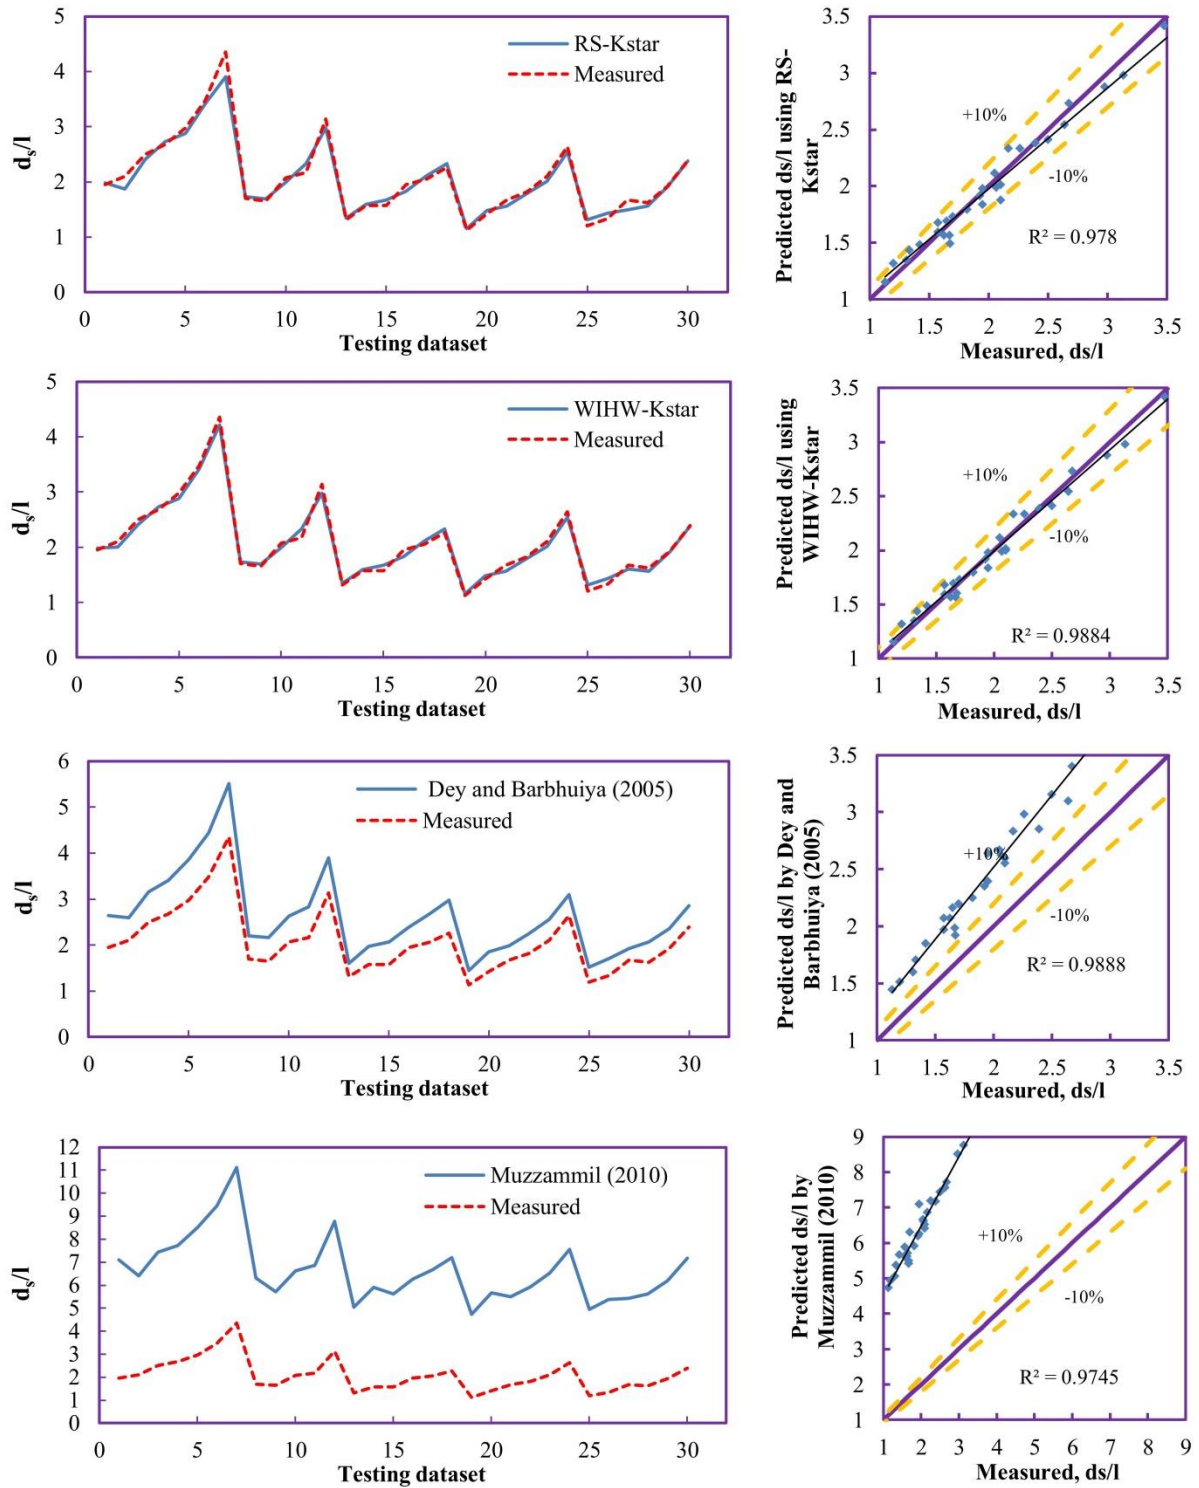 5
4
3
2
1
0
dₛ/l
RS-Kstar
Measured
0 5 10 15 20 25 30
Testing dataset
Predicted ds/l using RS-
Kstar
3.5
3
2.5
2
1.5
1
+10%
-10%
R² = 0.978
1 1.5 2 2.5 3 3.5
Measured, ds/l
5
4
3
2
1
0
dₛ/l
WIHW-Kstar
Measured
0 5 10 15 20 25 30
Testing dataset
Predicted ds/l using
WIHW-Kstar
3.5
3
2.5
2
1.5
1
+10%
-10%
R² = 0.9884
1 1.5 2 2.5 3 3.5
Measured, ds/l
6
5
4
3
2
1
0
dₛ/l
Dey and Barbhuiya (2005)
Measured
0 5 10 15 20 25 30
Testing dataset
Predicted ds/l by Dey and
Barbhuiya (2005)
3.5
3
2.5
2
1.5
1
+10%
-10%
R² = 0.9888
1 1.5 2 2.5 3 3.5
Measured, ds/l
12
11
10
9
8
7
6
5
4
3
2
1
0
dₛ/l
Muzzammil (2010)
Measured
0 5 10 15 20 25 30
Testing dataset
Predicted ds/l by
Muzzammil (2010)
9
8
7
6
5
4
3
2
1
+10%
-10%
R² = 0.9745
1 2 3 4 5 6 7 8 9
Measured, ds/l